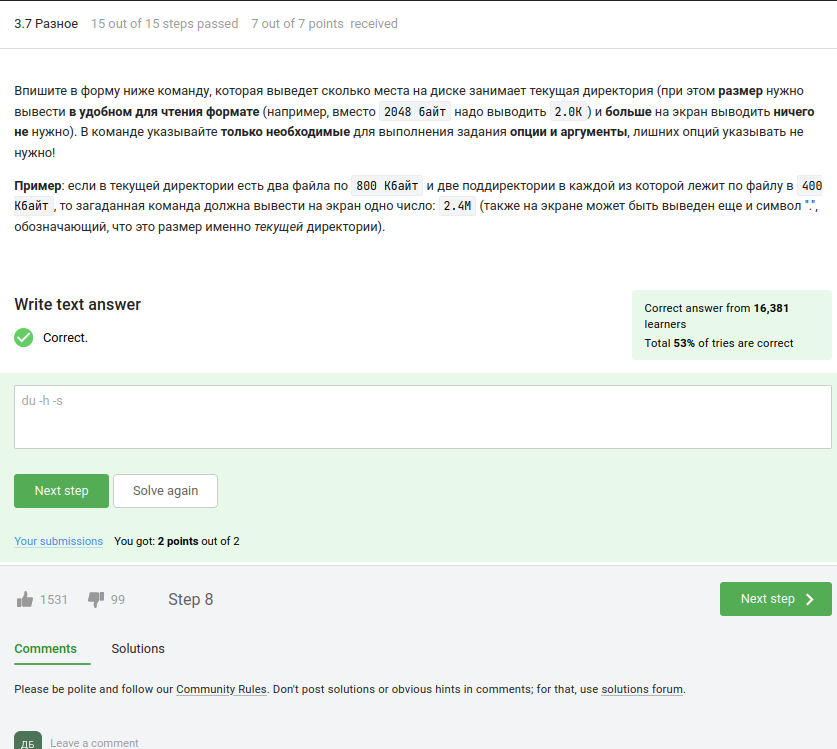 3.7 Разное 15 out of 15 steps passed 7 out of 7 points received
Впишите в форму ниже команду, которая выведет сколько места на диске занимает текущая директория (при этом размер нужно
вывести в удобном для чтения формате (например, вместо 2048 байт надо выводить 2.0K ) и больше на экран выводить ничего
не нужно). В команде указывайте только необходимые для выполнения задания опции и аргументы, лишних опций указывать не
нужно!
Пример: если в текущей директории есть два файла по 800 Кбайт и две поддиректории в каждой из которой лежит по файлу в 400
Кбайт , то загаданная команда должна вывести на экран одно число: 2.4M (также на экране может быть выведен еще и символ ".",
обозначающий, что это размер именно текущей директории).
Write text answer
Correct answer from 16,381
learners
Total 53% of tries are correct
Correct.
du -h -s
Next step
Solve again
Your submissions You got: 2 points out of 2
1531 99 Step 8
Next step
Comments Solutions
Please be polite and follow our Community Rules. Don't post solutions or obvious hints in comments; for that, use solutions forum.
ДБ Leave a comment